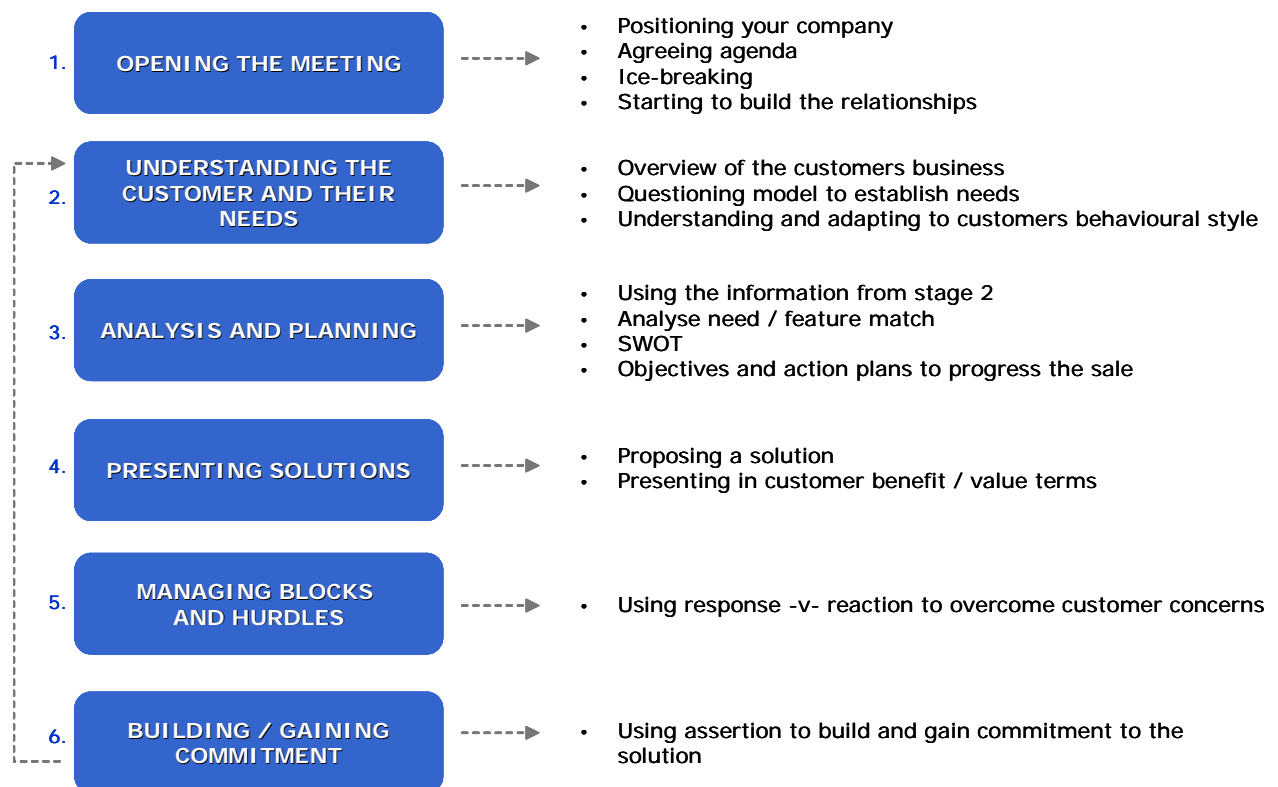 1. OPENING THE MEETING
• Positioning your company
• Agreeing agenda
• Ice-breaking
• Starting to build the relationships
2. UNDERSTANDING THE
CUSTOMER AND THEIR
NEEDS
• Overview of the customers business
• Questioning model to establish needs
• Understanding and adapting to customers behavioural style
3. ANALYSIS AND PLANNING
• Using the information from stage 2
• Analyse need / feature match
• SWOT
• Objectives and action plans to progress the sale
4. PRESENTING SOLUTIONS
• Proposing a solution
• Presenting in customer benefit / value terms
5. MANAGING BLOCKS
AND HURDLES
• Using response -v- reaction to overcome customer concerns
6. BUILDING / GAINING
COMMITMENT
• Using assertion to build and gain commitment to the
solution